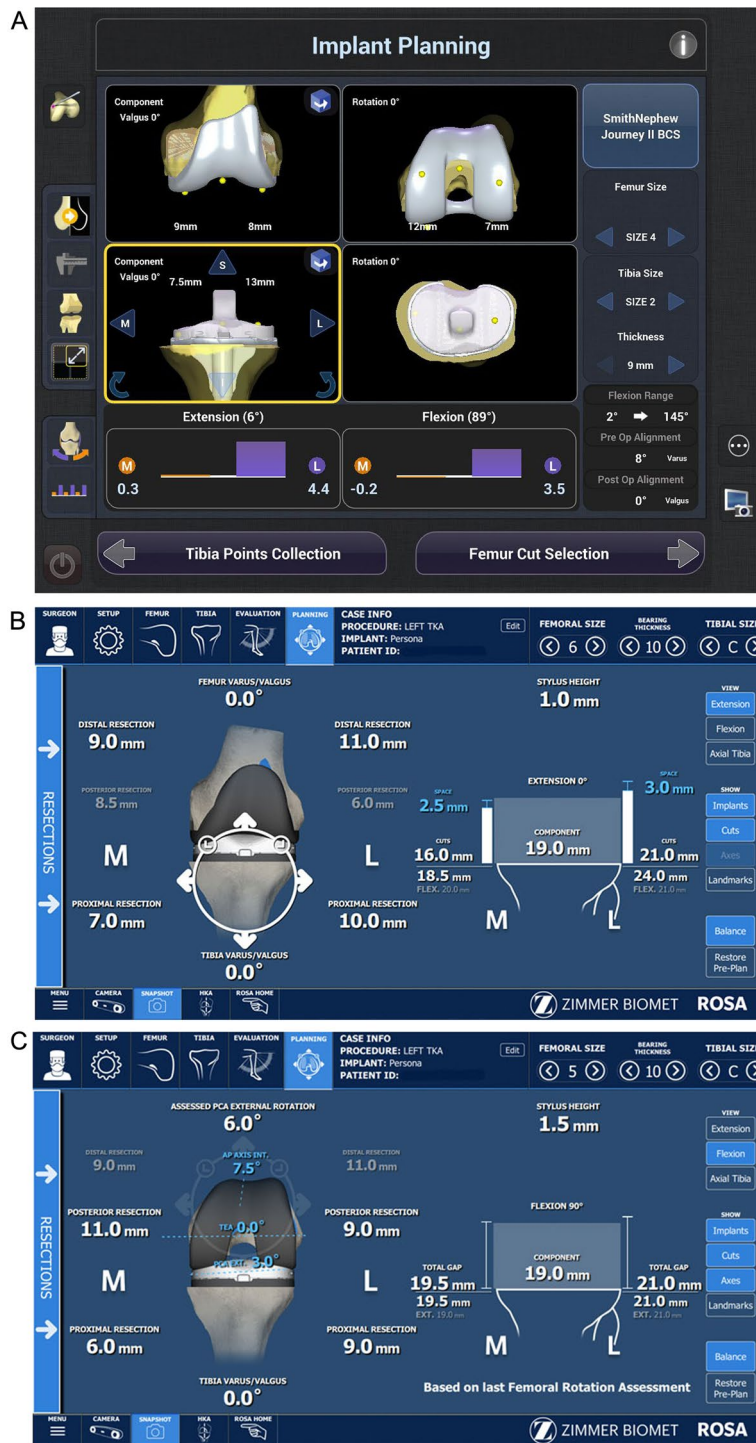 A
Implant Planning
i
Component
Valgus 0°
9mm 8mm
Rotation 0°
12mm 7mm
SmithNephew
Journey II BCS
Femur Size
SIZE 4
Component
Valgus 0°
7.5mm S 13mm
M L
Rotation 0°
Tibia Size
SIZE 2
Thickness
9 mm
Flexion Range
2° 145°
Pre Op Alignment
8° Varus
Post Op Alignment
0° Valgus
Extension (6°)
M L
0.3 4.4
Flexion (89°)
M L
-0.2 3.5
Tibia Points Collection
Femur Cut Selection
B
SURGEON SETUP FEMUR TIBIA EVALUATION PLANNING
CASE INFO
PROCEDURE: LEFT TKA
IMPLANT: Persona
PATIENT ID:
Edit
FEMORAL SIZE
6
BEARING
THICKNESS
10
TIBIAL SIZE
C
RESECTIONS
FEMUR VARUS/VALGUS
0.0°
DISTAL RESECTION
9.0 mm
DISTAL RESECTION
11.0 mm
POSTERIOR RESECTION
8.5 mm
POSTERIOR RESECTION
6.0 mm
M L
L L
PROXIMAL RESECTION
7.0 mm
PROXIMAL RESECTION
10.0 mm
TIBIA VARUS/VALGUS
0.0°
STYLUS HEIGHT
1.0 mm
EXTENSION 0°
SPACE
2.5 mm
SPACE
3.0 mm
COMPONENT
19.0 mm
CUTS
16.0 mm
18.5 mm
FLEX. 20.0 mm
CUTS
21.0 mm
24.0 mm
FLEX. 21.0 mm
M L
VIEW
Extension
Flexion
Axial Tibia
SHOW
Implants
Cuts
Axes
Landmarks
Balance
Restore
Pre-Plan
MENU CAMERA SNAPSHOT HKA ROSA HOME
ZIMMER BIOMET ROSA
C
SURGEON SETUP FEMUR TIBIA EVALUATION PLANNING
CASE INFO
PROCEDURE: LEFT TKA
IMPLANT: Persona
PATIENT ID:
Edit
FEMORAL SIZE
5
BEARING
THICKNESS
10
TIBIAL SIZE
C
RESECTIONS
ASSESSED PCA EXTERNAL ROTATION
6.0°
DISTAL RESECTION
9.0 mm
DISTAL RESECTION
11.0 mm
AP AXIS INT.
7.5°
POSTERIOR RESECTION
11.0 mm
POSTERIOR RESECTION
9.0 mm
TEA 0.0°
PCA EXT. 3.0°
M L
PROXIMAL RESECTION
6.0 mm
PROXIMAL RESECTION
9.0 mm
TIBIA VARUS/VALGUS
0.0°
STYLUS HEIGHT
1.5 mm
FLEXION 90°
COMPONENT
19.0 mm
TOTAL GAP
19.5 mm
19.5 mm
EXT. 19.0 mm
TOTAL GAP
21.0 mm
21.0 mm
EXT. 21.0 mm
M L
Based on last Femoral Rotation Assessment
VIEW
Extension
Flexion
Axial Tibia
SHOW
Implants
Cuts
Axes
Landmarks
Balance
Restore
Pre-Plan
MENU CAMERA SNAPSHOT HKA ROSA HOME
ZIMMER BIOMET ROSA